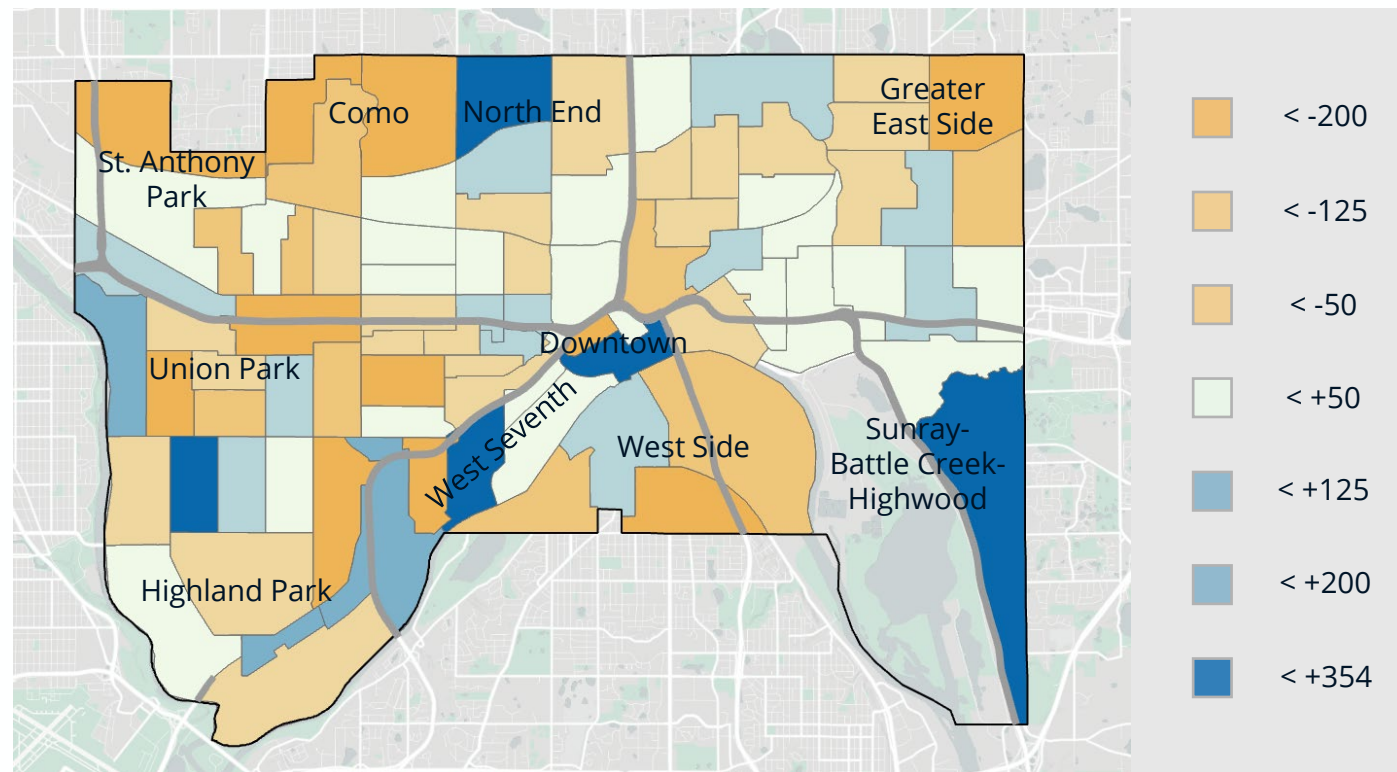 Como
North End
Greater
East Side
St. Anthony
Park
Downtown
Union Park
West Seventh
West Side
Sunray-
Battle Creek-
Highwood
Highland Park
< -200
< -125
< -50
< +50
< +125
< +200
< +354